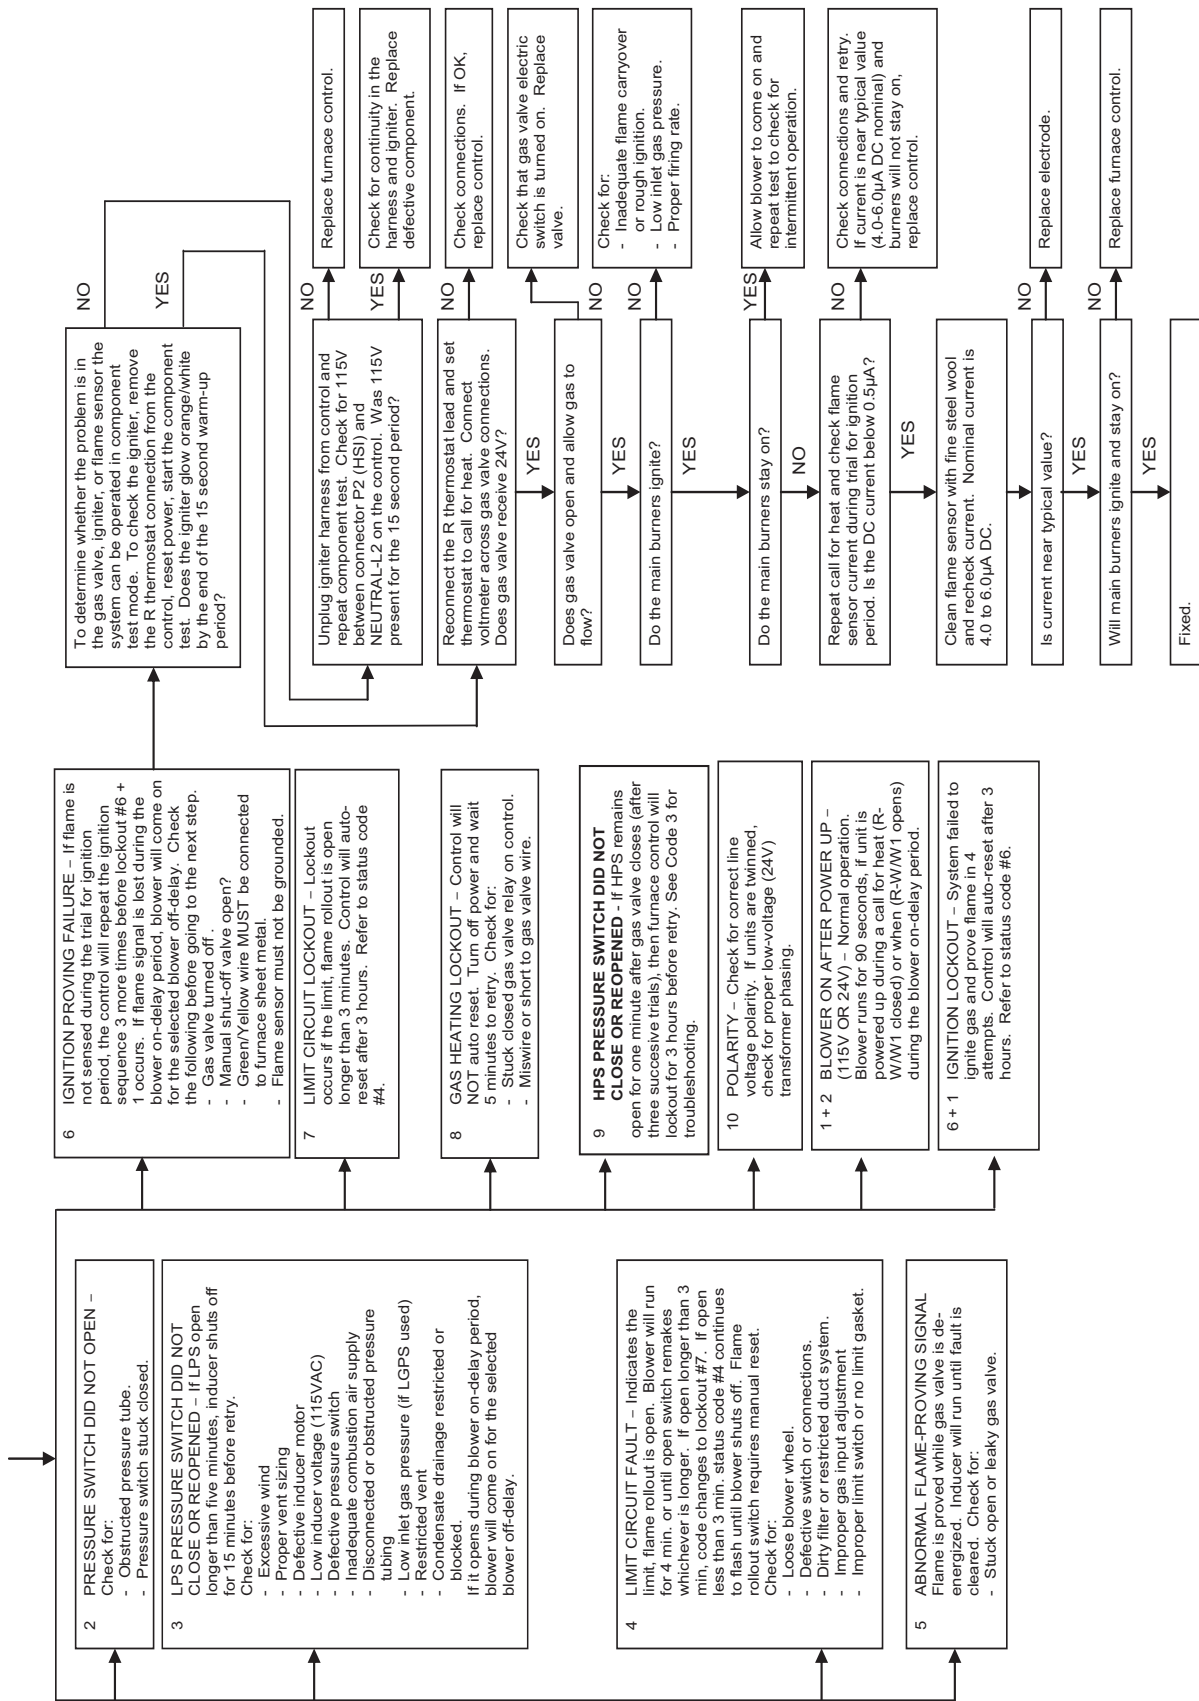 2 PRESSURE SWITCH DID NOT OPEN –
Check for:
- Obstructed pressure tube.
- Pressure switch stuck closed.
3 LPS PRESSURE SWITCH DID NOT
CLOSE OR REOPENED – If LPS open
longer than five minutes, inducer shuts off
for 15 minutes before retry.
Check for:
- Excessive wind
- Proper vent sizing
- Defective inducer motor
- Low inducer voltage (115VAC)
- Defective pressure switch
- Inadequate combustion air supply
- Disconnected or obstructed pressure
tubing
- Low inlet gas pressure (if LGPS used)
- Restricted vent
- Condensate drainage restricted or
blocked.
If it opens during blower on-delay period,
blower will come on for the selected
blower off-delay.
4 LIMIT CIRCUIT FAULT – Indicates the
limit, flame rollout is open. Blower will run
for 4 min. or until open switch remakes
whichever is longer. If open longer than 3
min, code changes to lockout #7. If open
less than 3 min. status code #4 continues
to flash until blower shuts off. Flame
rollout switch requires manual reset.
Check for:
- Loose blower wheel.
- Defective switch or connections.
- Dirty filter or restricted duct system.
- Improper gas input adjustment
- Improper limit switch or no limit gasket.
5 ABNORMAL FLAME-PROVING SIGNAL
Flame is proved while gas valve is de-
energized. Inducer will run until fault is
cleared. Check for:
- Stuck open or leaky gas valve.
6 IGNITION PROVING FAILURE – If flame is
not sensed during the trial for ignition
period, the control will repeat the ignition
sequence 3 more times before lockout #6 +
1 occurs. If flame signal is lost during the
blower on-delay period, blower will come on
for the selected blower off-delay. Check
the following before going to the next step.
- Gas valve turned off .
- Manual shut-off valve open?
- Green/Yellow wire MUST be connected
to furnace sheet metal.
- Flame sensor must not be grounded.
7 LIMIT CIRCUIT LOCKOUT – Lockout
occurs if the limit, flame rollout is open
longer than 3 minutes. Control will auto-
reset after 3 hours. Refer to status code
#4.
8 GAS HEATING LOCKOUT – Control will
NOT auto reset. Turn off power and wait
5 minutes to retry. Check for:
- Stuck closed gas valve relay on control.
- Miswire or short to gas valve wire.
9 HPS PRESSURE SWITCH DID NOT
CLOSE OR REOPENED - If HPS remains
open for one minute after gas valve closes (after
three succesive trials), then furnace control will
lockout for 3 hours before retry. See Code 3 for
troubleshooting.
10 POLARITY – Check for correct line
voltage polarity. If units are twinned,
check for proper low-voltage (24V)
transformer phasing.
1 + 2 BLOWER ON AFTER POWER UP –
(115V OR 24V) – Normal operation.
Blower runs for 90 seconds, if unit is
powered up during a call for heat (R-
W/W1 closed) or when (R-W/W1 opens)
during the blower on-delay period.
6 + 1 IGNITION LOCKOUT – System failed to
ignite gas and prove flame in 4
attempts. Control will auto-reset after 3
hours. Refer to status code #6.
To determine whether the problem is in
the gas valve, igniter, or flame sensor the
system can be operated in component
test mode. To check the igniter, remove
the R thermostat connection from the
control, reset power, start the component
test. Does the igniter glow orange/white
by the end of the 15 second warm-up
period?
NO
YES
Unplug igniter harness from control and
repeat component test. Check for 115V
between connector P2 (HSI) and
NEUTRAL-L2 on the control. Was 115V
present for the 15 second period?
NO
Replace furnace control.
YES
Check for continuity in the
harness and igniter. Replace
defective component.
Reconnect the R thermostat lead and set
thermostat to call for heat. Connect
voltmeter across gas valve connections.
Does gas valve receive 24V?
NO
Check connections. If OK,
replace control.
YES
Does gas valve open and allow gas to
flow?
NO
Check that gas valve electric
switch is turned on. Replace
valve.
YES
Do the main burners ignite?
NO
Check for:
- Inadequate flame carryover
or rough ignition.
- Low inlet gas pressure.
- Proper firing rate.
YES
Do the main burners stay on?
YES
Allow blower to come on and
repeat test to check for
intermittent operation.
NO
Repeat call for heat and check flame
sensor current during trial for ignition
period. Is the DC current below 0.5µA?
NO
Check connections and retry.
If current is near typical value
(4.0-6.0µA DC nominal) and
burners will not stay on,
replace control.
YES
Clean flame sensor with fine steel wool
and recheck current. Nominal current is
4.0 to 6.0µA DC.
Is current near typical value?
NO
Replace electrode.
YES
Will main burners ignite and stay on?
NO
Replace furnace control.
YES
Fixed.